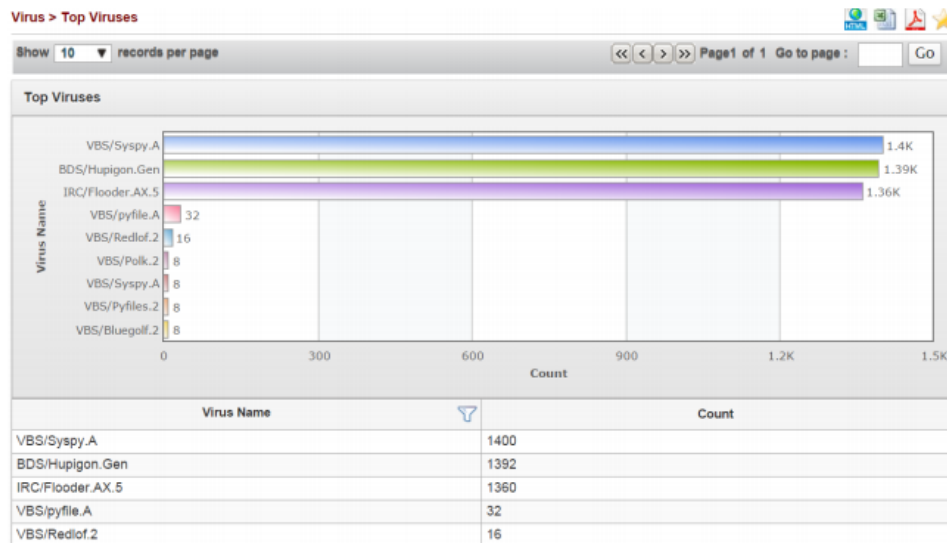 Virus > Top Viruses
HTML
Show 10 records per page
<< < > >> Page1 of 1 Go to page : Go
Top Viruses
Virus Name
VBS/Syspy.A 1.4K
BDS/Hupigon.Gen 1.39K
IRC/Flooder.AX.5 1.36K
VBS/pyfile.A 32
VBS/Redlof.2 16
VBS/Polk.2 8
VBS/Syspy.A 8
VBS/Pyfiles.2 8
VBS/Bluegolf.2 8
0 300 600 900 1.2K 1.5K
Count
Virus Name Count
VBS/Syspy.A 1400
BDS/Hupigon.Gen 1392
IRC/Flooder.AX.5 1360
VBS/pyfile.A 32
VBS/Redlof.2 16